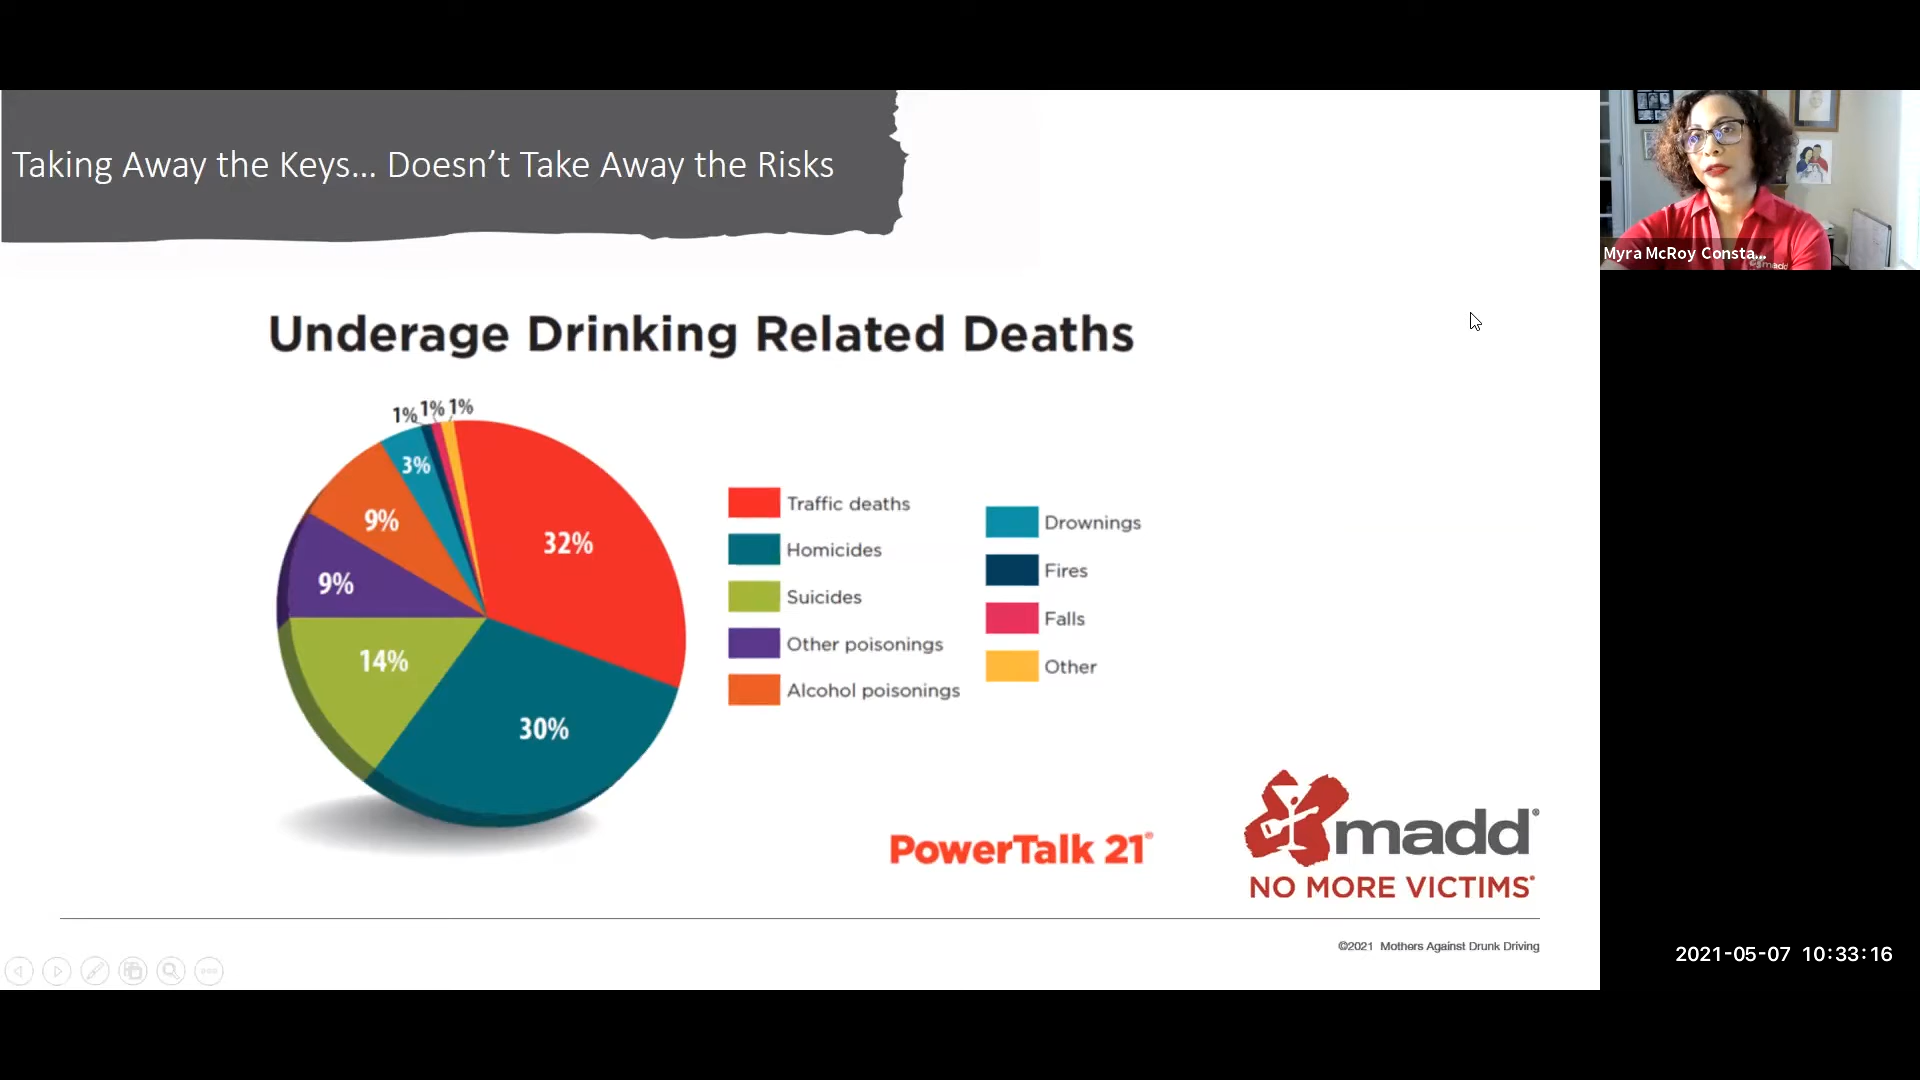 Taking Away the Keys... Doesn't Take Away the Risks
Myra McRoy Consta...
madd
Underage Drinking Related Deaths
1% 1% 1%
3%
32%
9%
9%
14%
30%
Traffic deaths
Homicides
Suicides
Other poisonings
Alcohol poisonings
Drownings
Fires
Falls
Other
PowerTalk 21®
madd®
NO MORE VICTIMS®
©2021 Mothers Against Drunk Driving
2021-05-07 10:33:16